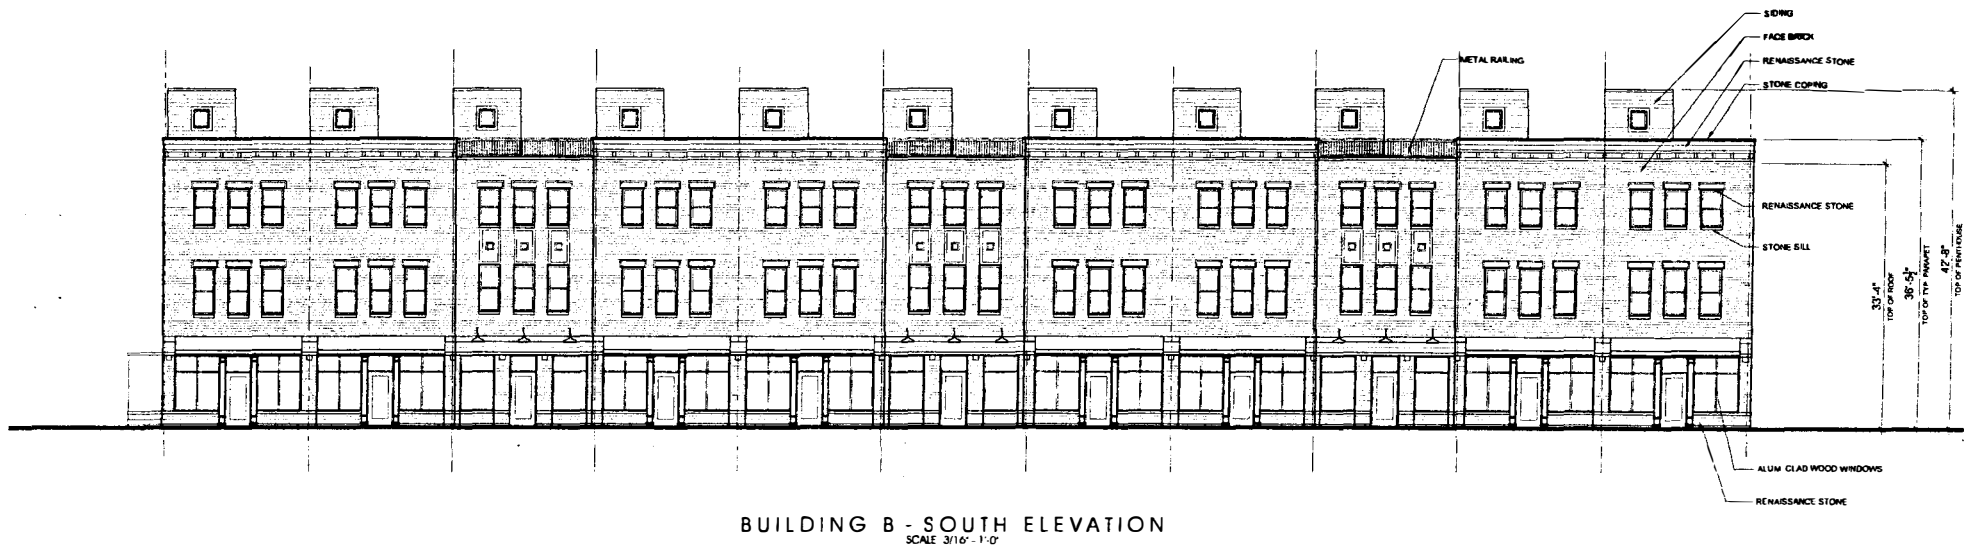 SIDING
FACE BRICK
METAL RAILING
RENAISSANCE STONE
STONE COPING
RENAISSANCE STONE
STONE SILL
33'-4"
TOP OF ROOF
36'-5½"
TOP OF TYP PARAPET
42'-8"
TOP OF PENTHOUSE
ALUM CLAD WOOD WINDOWS
RENAISSANCE STONE
BUILDING B - SOUTH ELEVATION
SCALE 3/16" - 1'-0"